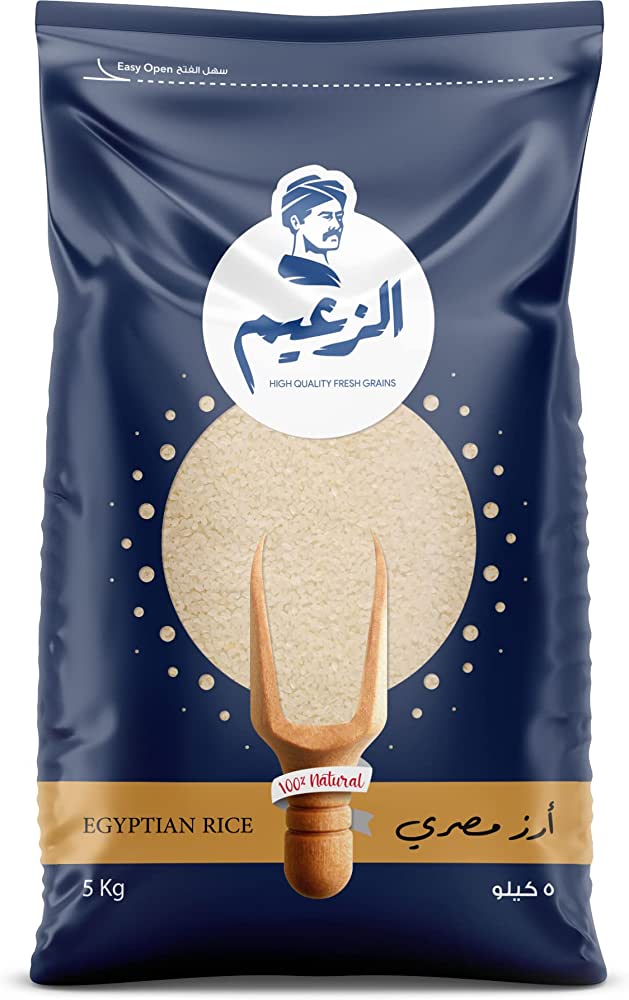 Easy Open سهل الفتح
الزعيم
HIGH QUALITY FRESH GRAINS
100% Natural
EGYPTIAN RICE
أرز مصري
5 Kg
٥ كيلو